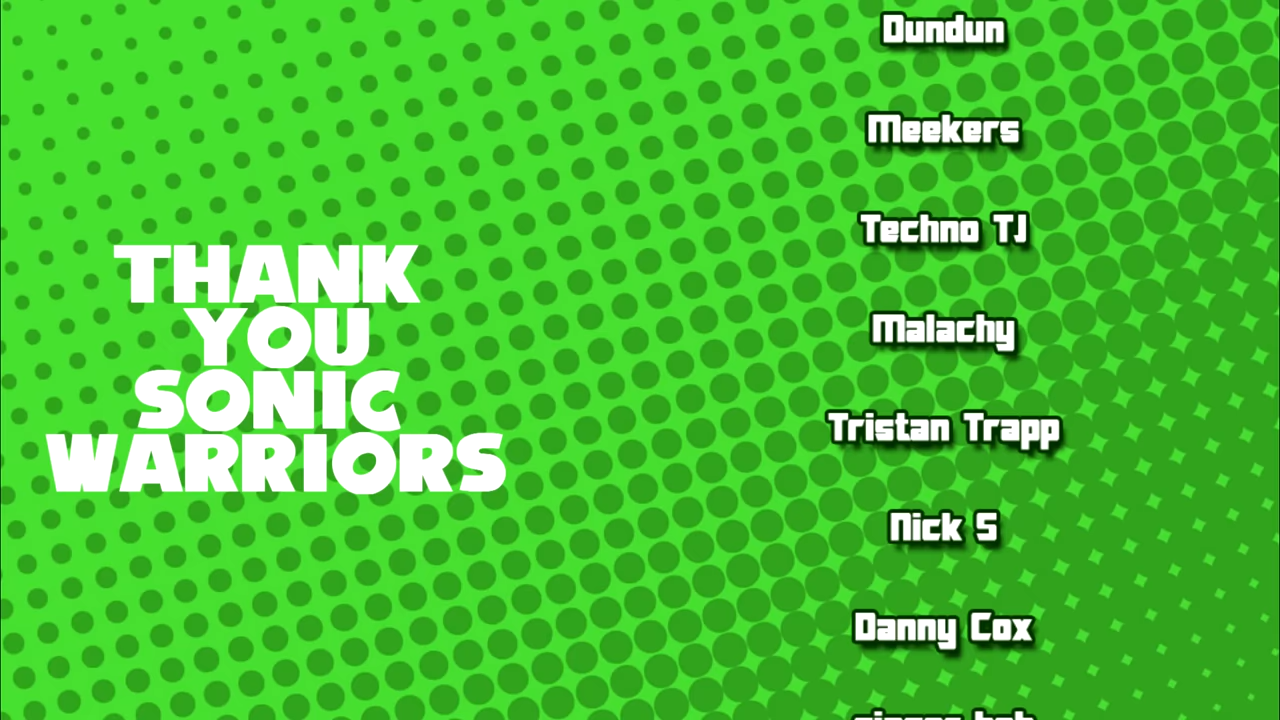 THANK
YOU
SONIC
WARRIORS
Dundun
Meekers
Techno TJ
Malachy
Tristan Trapp
Nick S
Danny Cox